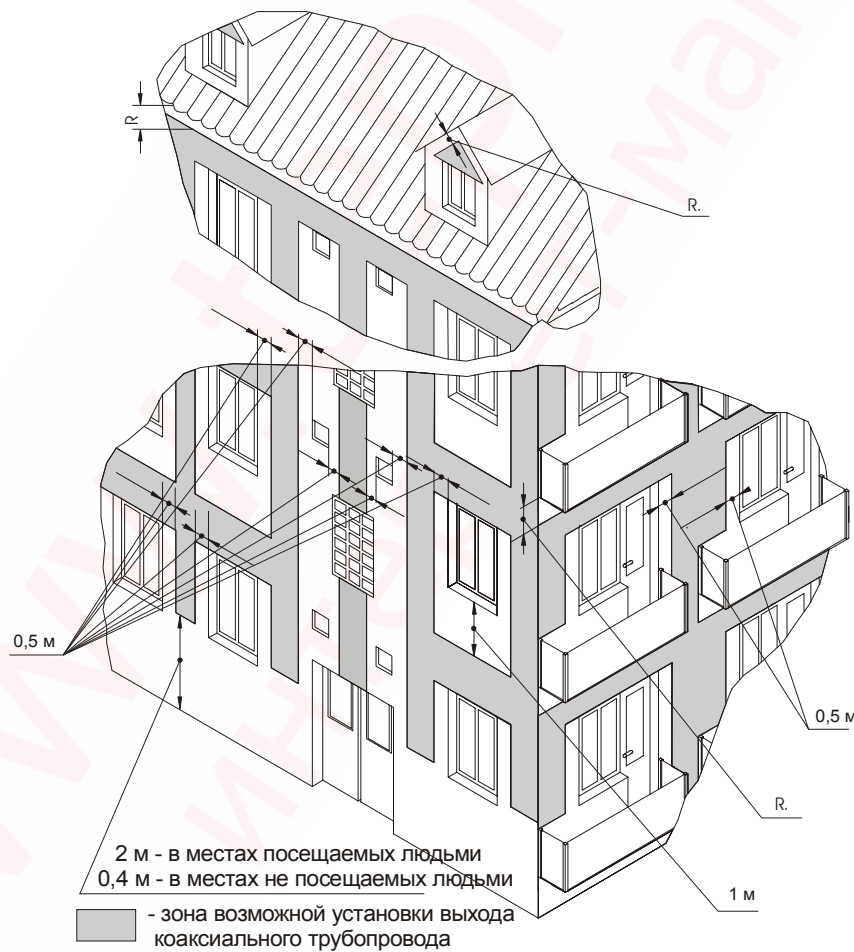 R
R.
0,5 м
0,5 м
R.
1 м
2 м - в местах посещаемых людьми
0,4 м - в местах не посещаемых людьми
- зона возможной установки выхода
коаксиального трубопровода